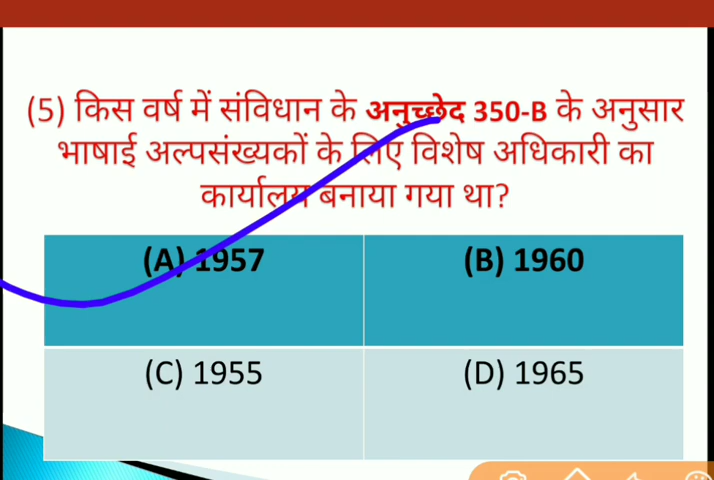 (5) किस वर्ष में संविधान के अनुच्छेद 350-B के अनुसार
भाषाई अल्पसंख्यकों के लिए विशेष अधिकारी का
कार्यालय बनाया गया था?
(A) 1957
(B) 1960
(C) 1955
(D) 1965